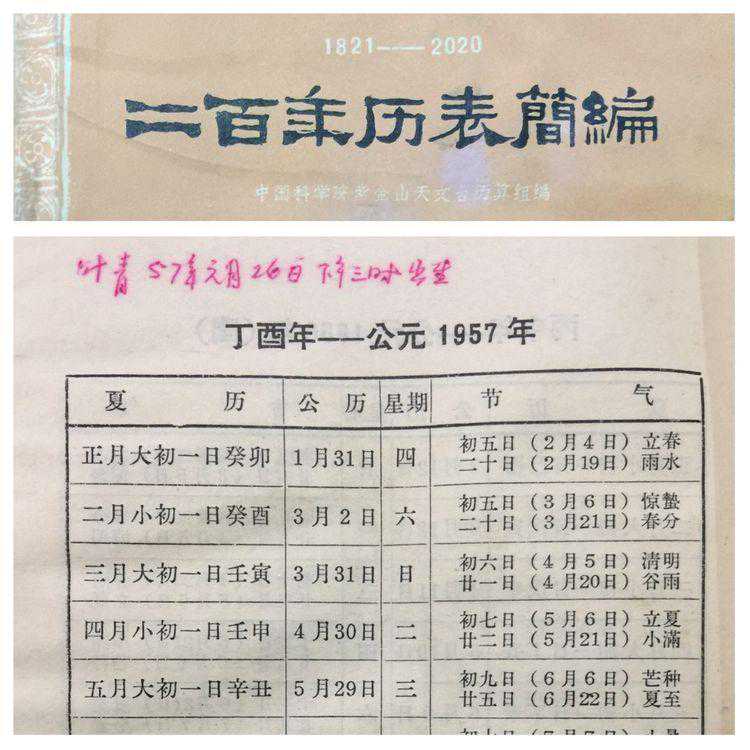 1821——2020
二百年历表簡編
中国科学院紫金山天文台历算组编
叶青 57年元月26日下午三时出生
丁酉年——公元1957年
夏 历 公 历 星期 节 气
正月大初一日癸卯 1月31日 四 初五日(2月4日)立春
二十日(2月19日)雨水
二月小初一日癸酉 3月2日 六 初五日(3月6日)惊蛰
二十日(3月21日)春分
三月大初一日壬寅 3月31日 日 初六日(4月5日)清明
廿一日(4月20日)谷雨
四月小初一日壬申 4月30日 二 初七日(5月6日)立夏
廿二日(5月21日)小滿
五月大初一日辛丑 5月29日 三 初九日(6月6日)芒种
廿五日(6月22日)夏至